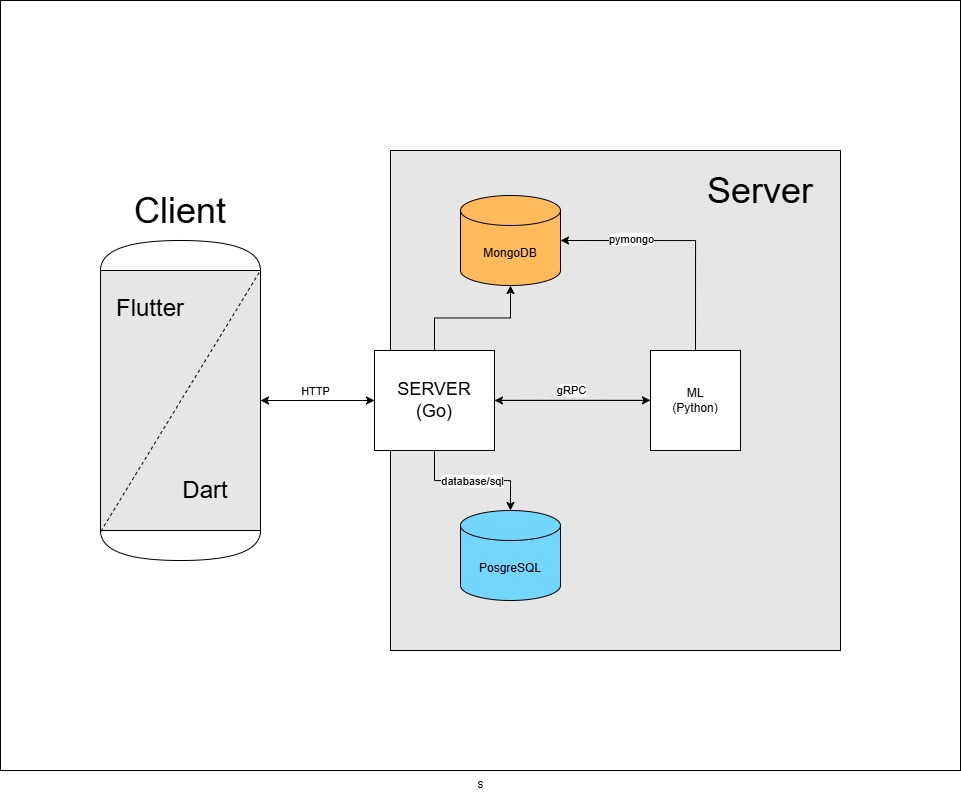 Server
Client
MongoDB
pymongo
Flutter
HTTP
SERVER
(Go)
gRPC
ML
(Python)
Dart
database/sql
PosgreSQL
s